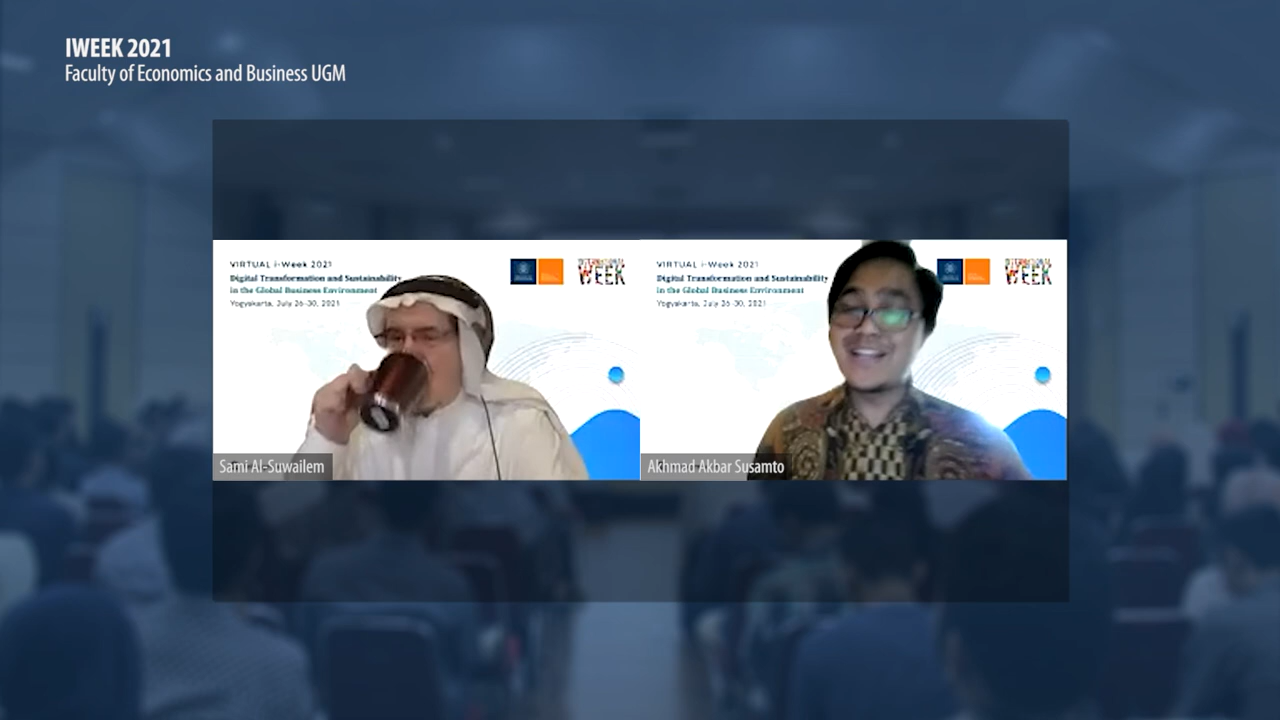 IWEEK 2021
Faculty of Economics and Business UGM
VIRTUAL i-Week 2021
Digital Transformation and Sustainability
in the Global Business Environment
Yogyakarta, July 26-30, 2021
INTERNATIONAL
WEEK
Sami Al-Suwailem
VIRTUAL i-Week 2021
Digital Transformation and Sustainability
in the Global Business Environment
Yogyakarta, July 26-30, 2021
INTERNATIONAL
WEEK
Akhmad Akbar Susamto